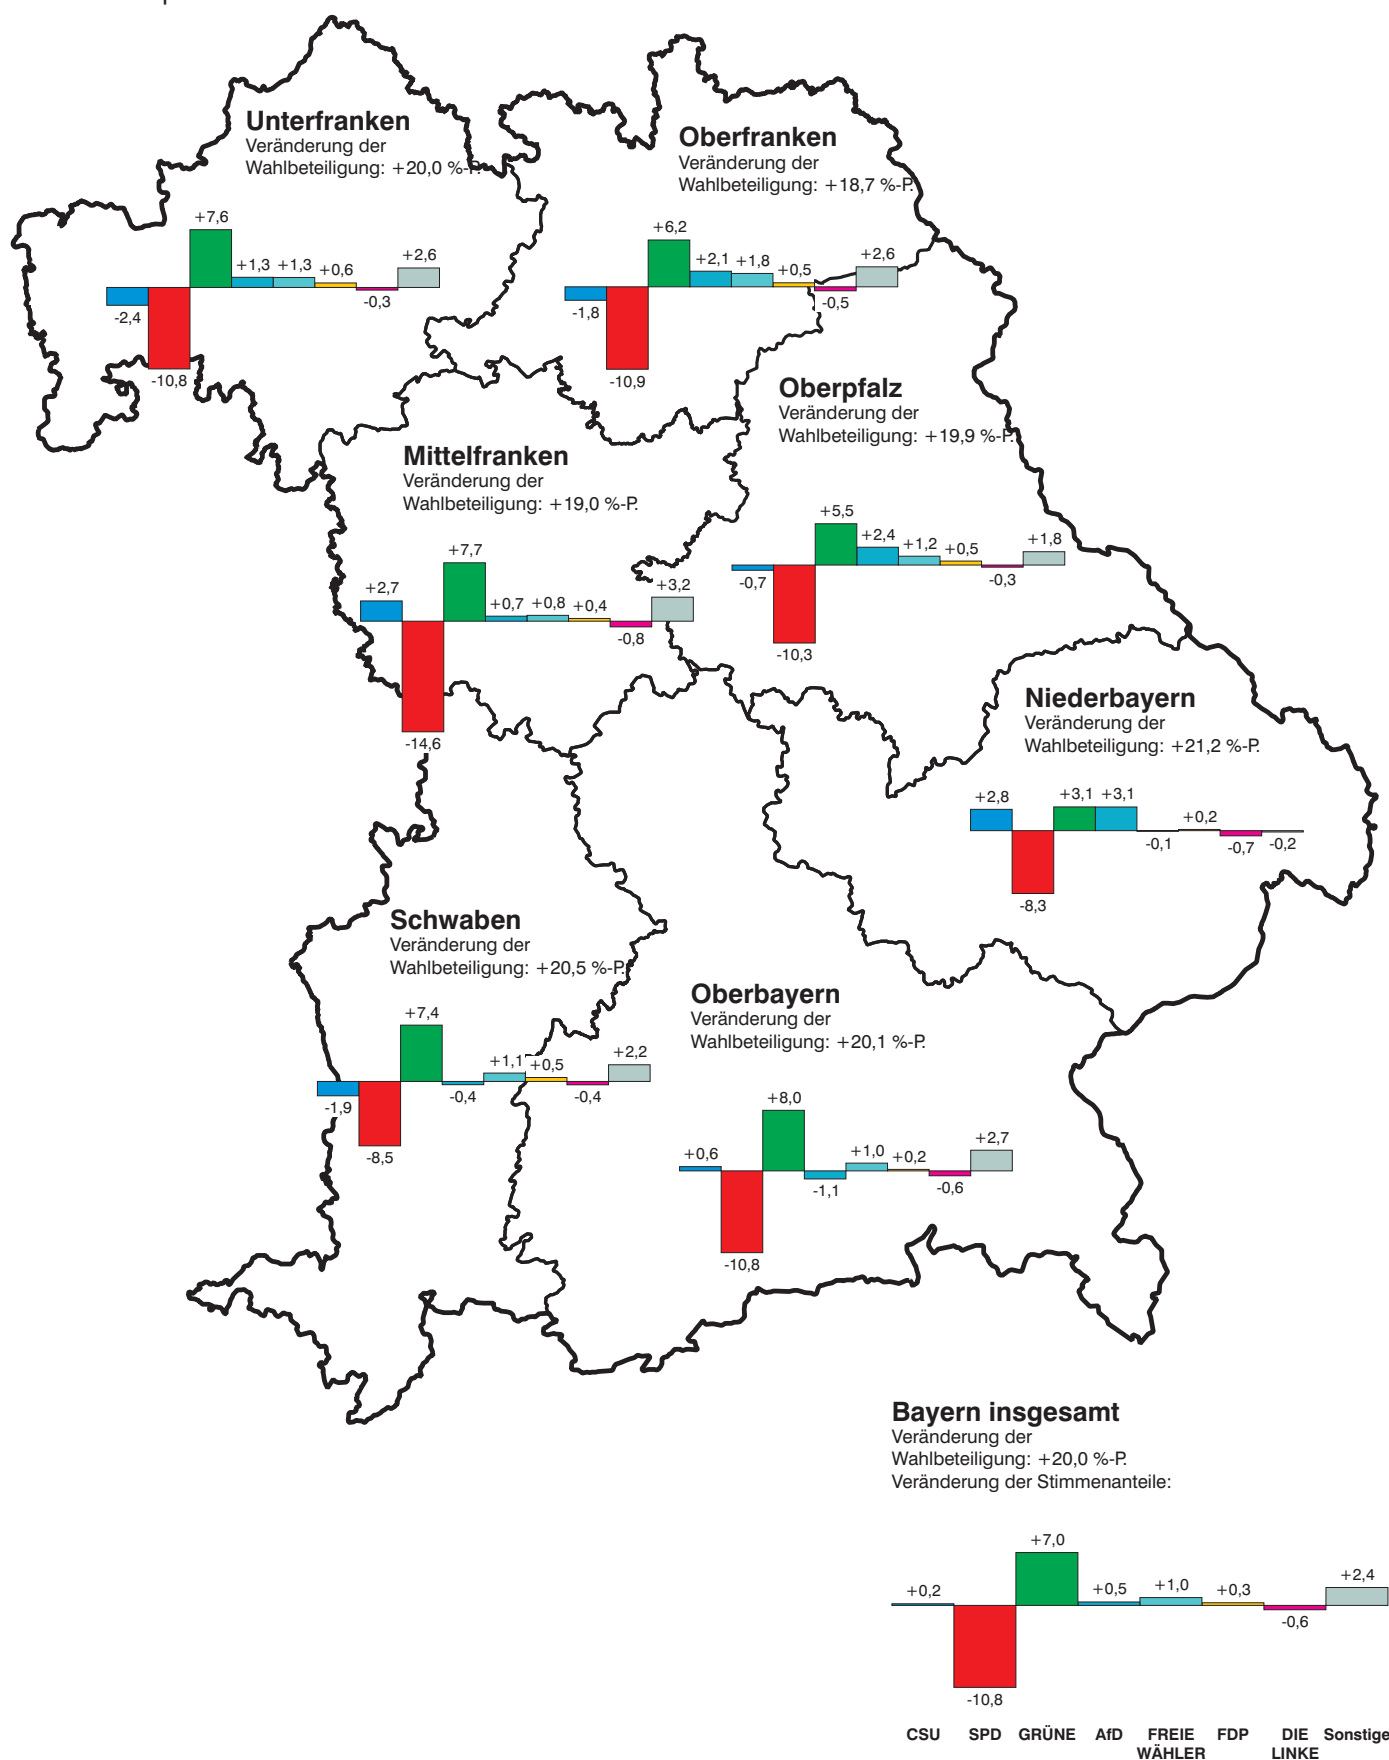 Unterfranken
Veränderung der
Wahlbeteiligung: +20,0 %-P.
+7,6
+1,3 +1,3 +0,6 +2,6
-2,4 -0,3
-10,8
Oberfranken
Veränderung der
Wahlbeteiligung: +18,7 %-P.
+6,2
+2,1 +1,8 +0,5 +2,6
-1,8 -0,5
-10,9
Oberpfalz
Veränderung der
Wahlbeteiligung: +19,9 %-P.
+5,5
+2,4 +1,2 +0,5 +1,8
-0,7 -0,3
-10,3
Mittelfranken
Veränderung der
Wahlbeteiligung: +19,0 %-P.
+7,7
+2,7 +0,7 +0,8 +0,4 +3,2
-0,8
-14,6
Niederbayern
Veränderung der
Wahlbeteiligung: +21,2 %-P.
+2,8 +3,1 +3,1 +0,2
-0,1 -0,7 -0,2
-8,3
Schwaben
Veränderung der
Wahlbeteiligung: +20,5 %-P.
+7,4
+1,1 +0,5 +2,2
-1,9 -0,4 -0,4
-8,5
Oberbayern
Veränderung der
Wahlbeteiligung: +20,1 %-P.
+8,0
+0,6 +1,0 +0,2 +2,7
-1,1 -0,6
-10,8
Bayern insgesamt
Veränderung der
Wahlbeteiligung: +20,0 %-P.
Veränderung der Stimmenanteile:
+7,0
+0,2 +0,5 +1,0 +0,3 +2,4
-0,6
-10,8
CSU SPD GRÜNE AfD FREIE FDP DIE Sonstige
WÄHLER LINKE